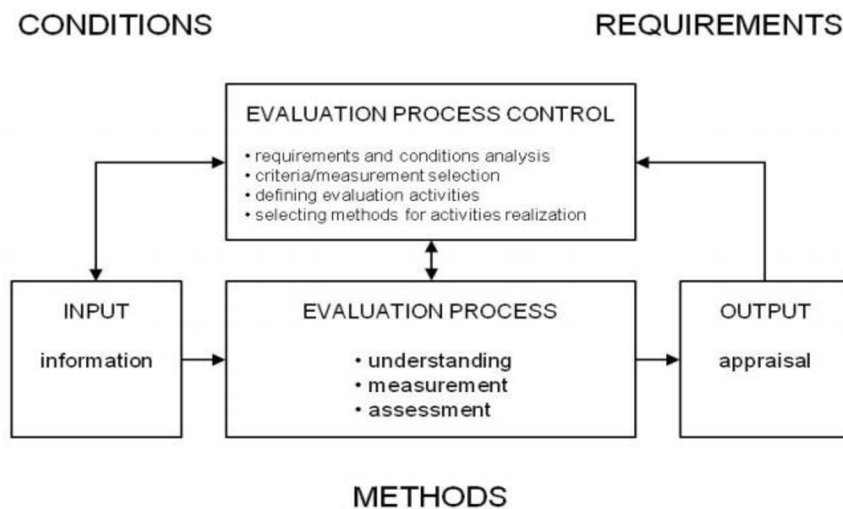 CONDITIONS
REQUIREMENTS
EVALUATION PROCESS CONTROL
• requirements and conditions analysis
• criteria/measurement selection
• defining evaluation activities
• selecting methods for activities realization
INPUT
information
EVALUATION PROCESS
• understanding
• measurement
• assessment
OUTPUT
appraisal
METHODS